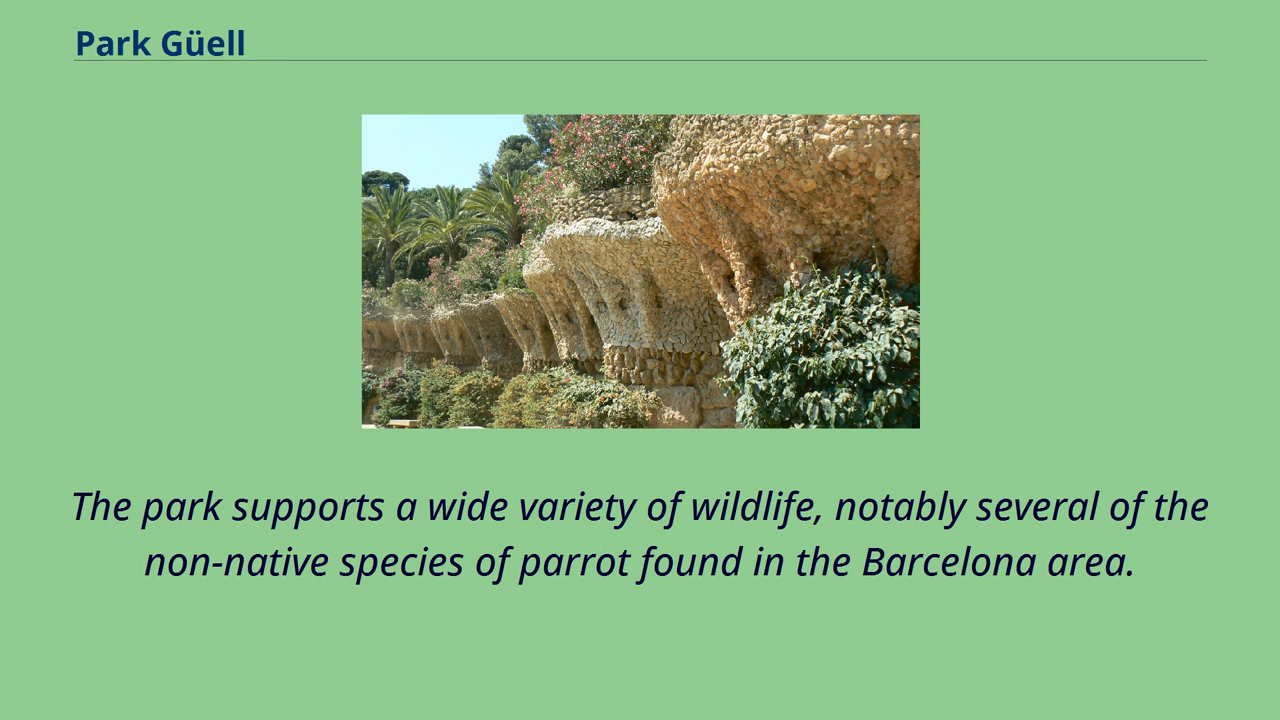 Park Güell
The park supports a wide variety of wildlife, notably several of the
non-native species of parrot found in the Barcelona area.